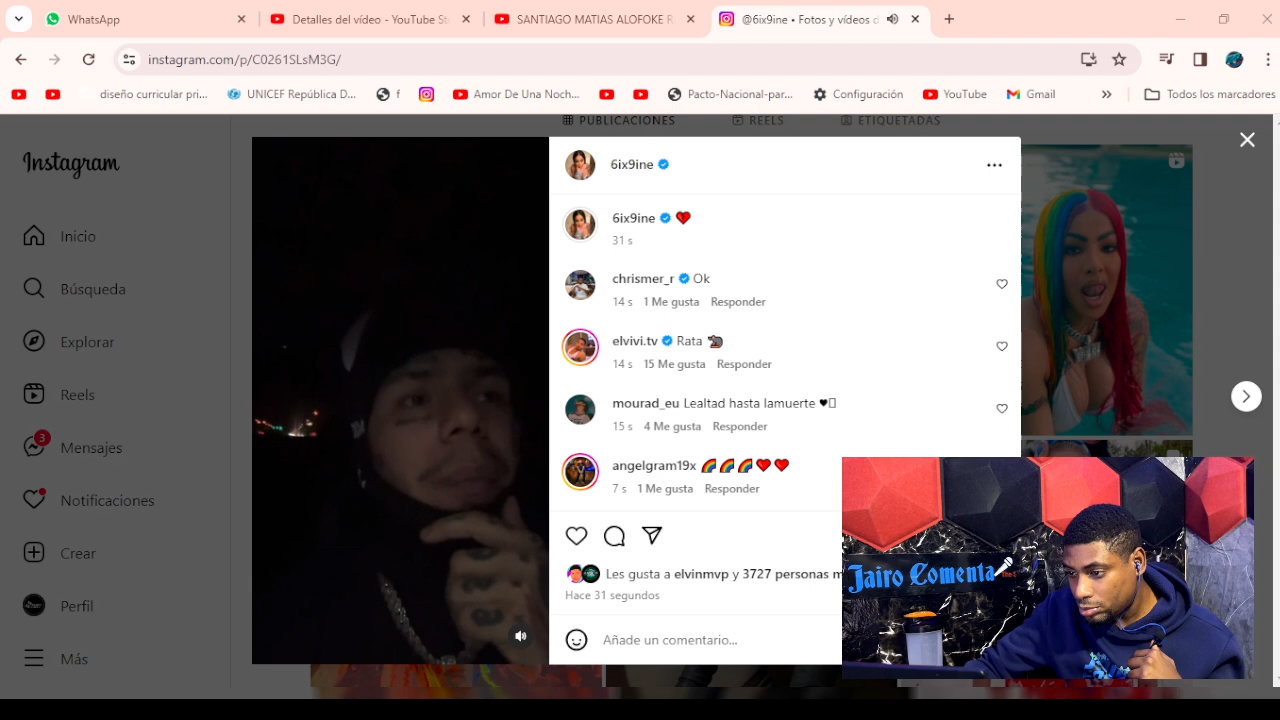 WhatsApp
Detalles del vídeo - YouTube St
SANTIAGO MATIAS ALOFOKE R
@6ix9ine • Fotos y vídeos d
instagram.com/p/C0261SLsM3G/
diseño curricular pri...
UNICEF República D...
f
Amor De Una Noch...
Pacto-Nacional-par...
Configuración
YouTube
Gmail
Todos los marcadores
PUBLICACIONES
REELS
ETIQUETADAS
Instagram
Inicio
Búsqueda
Explorar
Reels
3
Mensajes
Notificaciones
Crear
Perfil
Más
6ix9ine
6ix9ine ❤️
31 s
chrismer_r Ok
14 s 1 Me gusta Responder
elvivi.tv Rata 🐀
14 s 15 Me gusta Responder
mourad_eu Lealtad hasta lamuerte ♥
15 s 4 Me gusta Responder
angelgram19x 🌈🌈🌈❤️❤️
7 s 1 Me gusta Responder
Les gusta a elvinmvp y 3727 personas m
Hace 31 segundos
Añade un comentario...
Jairo Comenta